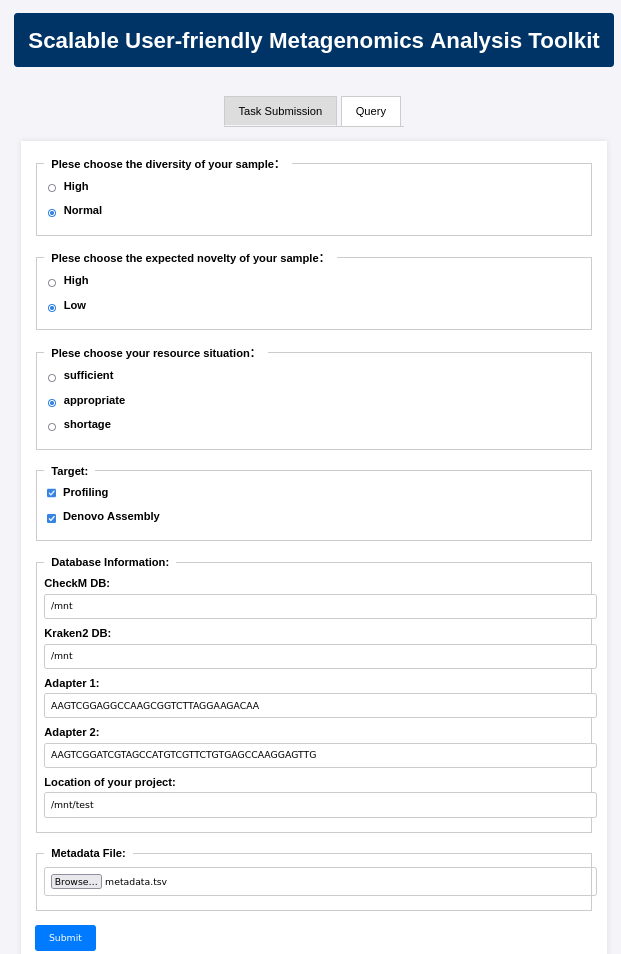 Scalable User-friendly Metagenomics Analysis Toolkit
Task Submission Query
Plese choose the diversity of your sample：
High
Normal
Plese choose the expected novelty of your sample：
High
Low
Plese choose your resource situation：
sufficient
appropriate
shortage
Target:
Profiling
Denovo Assembly
Database Information:
CheckM DB:
/mnt
Kraken2 DB:
/mnt
Adapter 1:
AAGTCGGAGGCCAAGCGGTCTTAGGAAGACAA
Adapter 2:
AAGTCGGATCGTAGCCATGTCGTTCTGTGAGCCAAGGAGTTG
Location of your project:
/mnt/test
Metadata File:
Browse... metadata.tsv
Submit